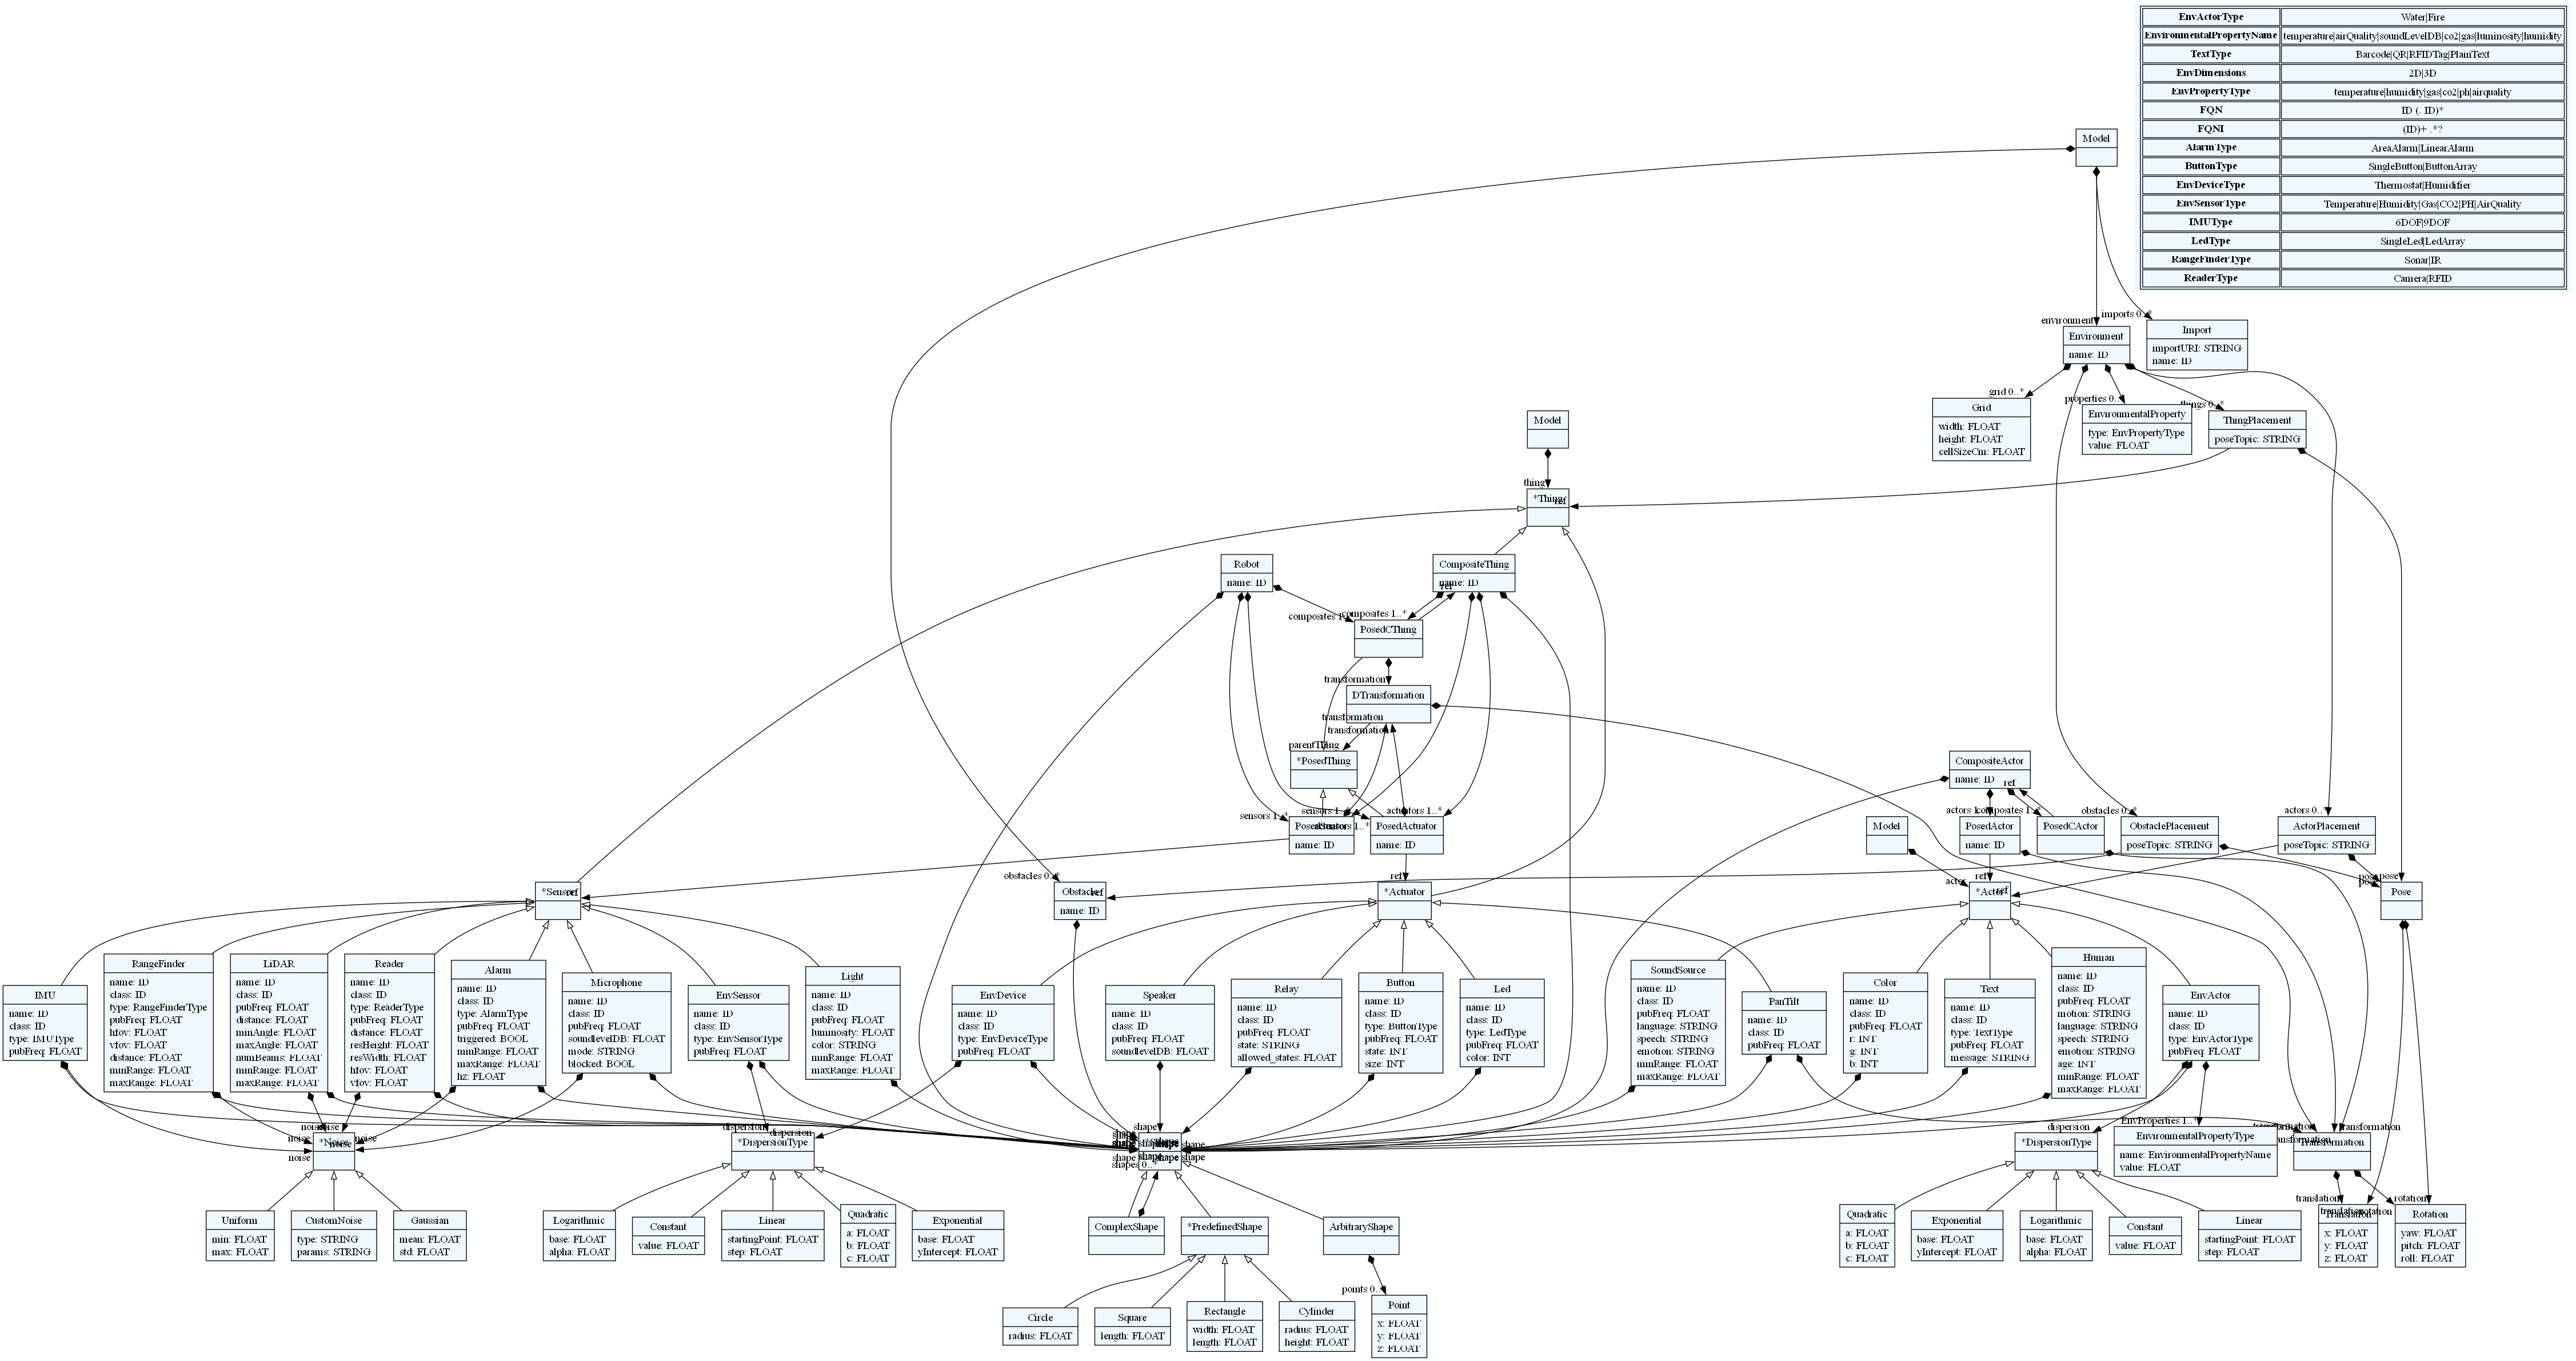 EnvActorType Water|Fire
EnvironmentalPropertyName temperature|airQuality|soundLevelDB|co2|gas|luminosity|humidity
TextType Barcode|QR|RFIDTag|PlainText
EnvDimensions 2D|3D
EnvPropertyType temperature|humidity|gas|co2|ph|airquality
FQN ID (. ID)*
FQNI (ID)+ .*?
AlarmType AreaAlarm|LinearAlarm
ButtonType SingleButton|ButtonArray
EnvDeviceType Thermostat|Humidifier
EnvSensorType Temperature|Humidity|Gas|CO2|PH|AirQuality
IMUType 6DOF|9DOF
LedType SingleLed|LedArray
RangeFinderType Sonar|IR
ReaderType Camera|RFID
Model
environment
imports 0..*
Environment
name: ID
Import
importURI: STRING
name: ID
grid 0..*
Grid
width: FLOAT
height: FLOAT
cellSizeCm: FLOAT
properties 0..
EnvironmentalProperty
type: EnvPropertyType
value: FLOAT
things 0..*
ThingPlacement
poseTopic: STRING
Model
thing
*Thing
ref
Robot
name: ID
CompositeThing
name: ID
ref
composites 1..*
composites 1
PosedCThing
transformation
DTransformation
transformation
transformation
parentThing
*PosedThing
sensors 1..*
sensors 1..*
actuators 1..*
actuators 1..*
PosedSensor
name: ID
PosedActuator
name: ID
CompositeActor
name: ID
ref
actors 1
composites 1..*
PosedActor
name: ID
PosedCActor
obstacles 0..*
ObstaclePlacement
poseTopic: STRING
actors 0..*
ActorPlacement
poseTopic: STRING
Model
actor
ref
*Sensor
ref
obstacles 0..*
Obstacle
ref
name: ID
ref
*Actuator
*Actor
ref
pose
pose
pose
Pose
IMU
name: ID
class: ID
type: IMUType
pubFreq: FLOAT
RangeFinder
name: ID
class: ID
type: RangeFinderType
pubFreq: FLOAT
hfov: FLOAT
vfov: FLOAT
distance: FLOAT
minRange: FLOAT
maxRange: FLOAT
LiDAR
name: ID
class: ID
pubFreq: FLOAT
distance: FLOAT
minAngle: FLOAT
maxAngle: FLOAT
numBeams: FLOAT
minRange: FLOAT
maxRange: FLOAT
Reader
name: ID
class: ID
type: ReaderType
pubFreq: FLOAT
distance: FLOAT
resHeight: FLOAT
resWidth: FLOAT
hfov: FLOAT
vfov: FLOAT
Alarm
name: ID
class: ID
type: AlarmType
pubFreq: FLOAT
triggered: BOOL
minRange: FLOAT
maxRange: FLOAT
hz: FLOAT
Microphone
name: ID
class: ID
pubFreq: FLOAT
soundlevelDB: FLOAT
mode: STRING
blocked: BOOL
EnvSensor
name: ID
class: ID
type: EnvSensorType
pubFreq: FLOAT
Light
name: ID
class: ID
pubFreq: FLOAT
luminosity: FLOAT
color: STRING
minRange: FLOAT
maxRange: FLOAT
EnvDevice
name: ID
class: ID
type: EnvDeviceType
pubFreq: FLOAT
Speaker
name: ID
class: ID
pubFreq: FLOAT
soundlevelDB: FLOAT
Relay
name: ID
class: ID
pubFreq: FLOAT
state: STRING
allowed_states: FLOAT
Button
name: ID
class: ID
type: ButtonType
pubFreq: FLOAT
state: INT
size: INT
Led
name: ID
class: ID
type: LedType
pubFreq: FLOAT
color: INT
SoundSource
name: ID
class: ID
pubFreq: FLOAT
language: STRING
speech: STRING
emotion: STRING
minRange: FLOAT
maxRange: FLOAT
PanTilt
name: ID
class: ID
pubFreq: FLOAT
Color
name: ID
class: ID
pubFreq: FLOAT
r: INT
g: INT
b: INT
Text
name: ID
class: ID
type: TextType
pubFreq: FLOAT
message: STRING
Human
name: ID
class: ID
pubFreq: FLOAT
motion: STRING
language: STRING
speech: STRING
emotion: STRING
age: INT
minRange: FLOAT
maxRange: FLOAT
EnvActor
name: ID
class: ID
type: EnvActorType
pubFreq: FLOAT
noise
noise
noise
noise
noise
noise
*Noise
dispersion
dispersion
*DispersionType
shape
shape
shape
shape
shape
shapes 0..*
*Shape
dispersion
*DispersionType
EnvProperties 1..*
EnvironmentalPropertyType
name: EnvironmentalPropertyName
value: FLOAT
transformation
transformation
transformation
Transformation
Uniform
min: FLOAT
max: FLOAT
CustomNoise
type: STRING
params: STRING
Gaussian
mean: FLOAT
std: FLOAT
Logarithmic
base: FLOAT
alpha: FLOAT
Constant
value: FLOAT
Linear
startingPoint: FLOAT
step: FLOAT
Quadratic
a: FLOAT
b: FLOAT
c: FLOAT
Exponential
base: FLOAT
yIntercept: FLOAT
ComplexShape
*PredefinedShape
ArbitraryShape
Quadratic
a: FLOAT
b: FLOAT
c: FLOAT
Exponential
base: FLOAT
yIntercept: FLOAT
Logarithmic
base: FLOAT
alpha: FLOAT
Constant
value: FLOAT
Linear
startingPoint: FLOAT
step: FLOAT
translation
translation
rotation
rotation
Translation
x: FLOAT
y: FLOAT
z: FLOAT
Rotation
yaw: FLOAT
pitch: FLOAT
roll: FLOAT
Circle
radius: FLOAT
Square
length: FLOAT
Rectangle
width: FLOAT
length: FLOAT
Cylinder
radius: FLOAT
height: FLOAT
points 0..
Point
x: FLOAT
y: FLOAT
z: FLOAT